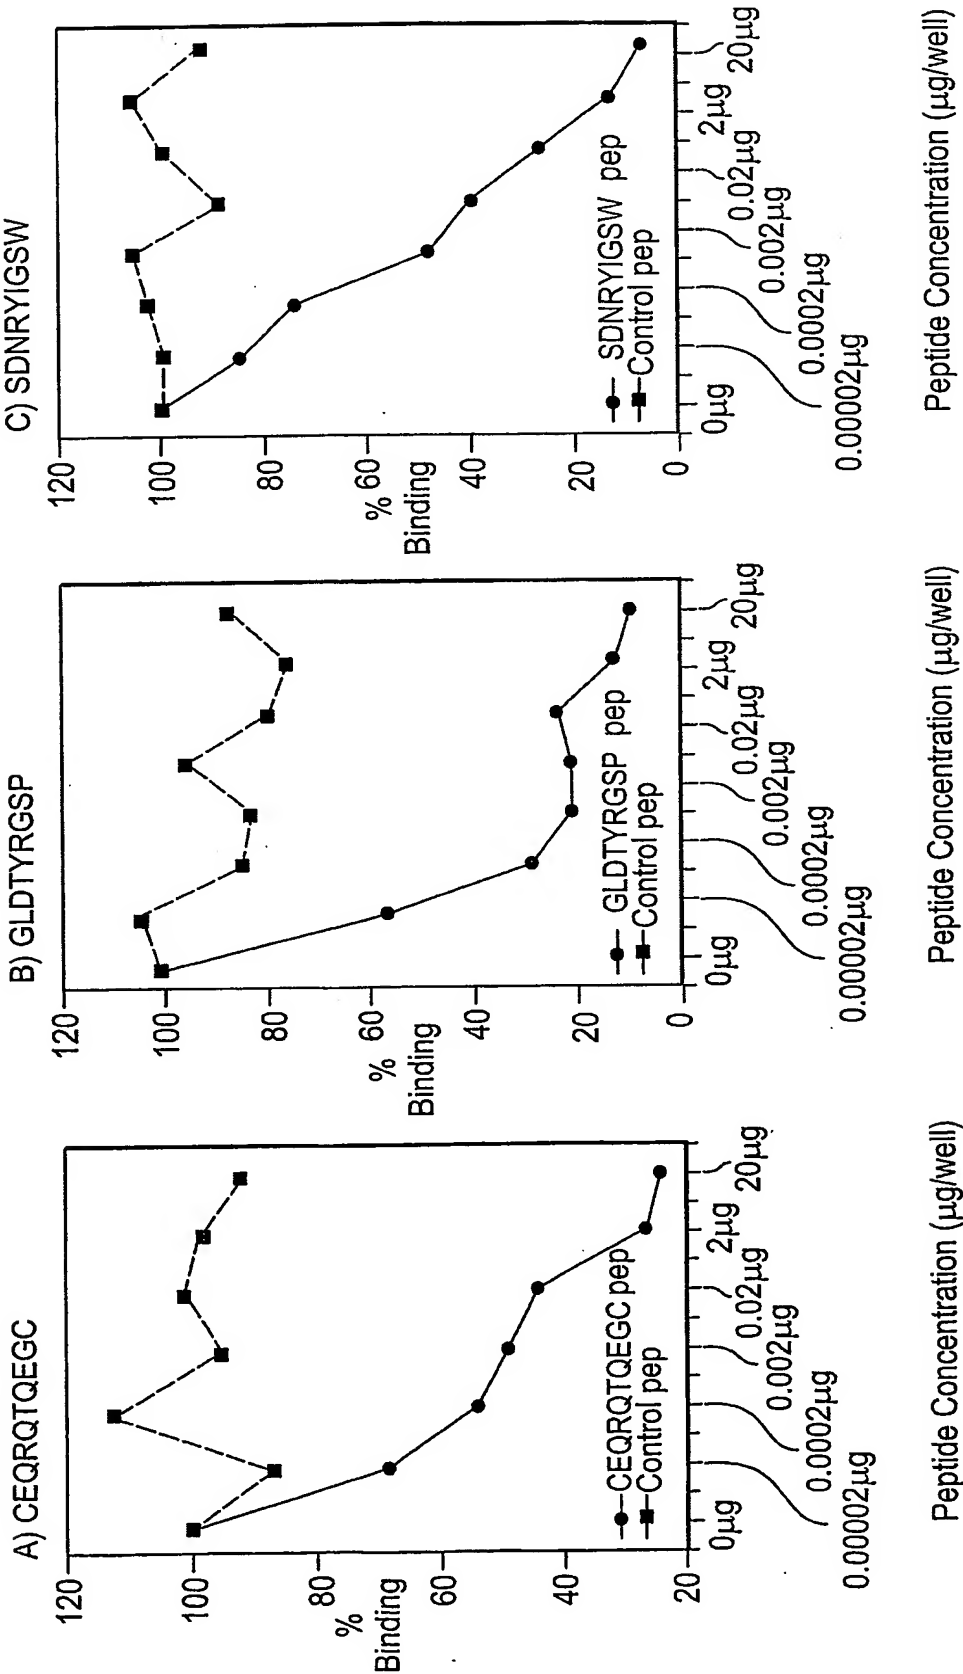 A) CEQRQTQEGC
120
100
80
60
40
20
% Binding
CEQRQTQEGC pep
Control pep
0µg
0.00002µg
0.0002µg
0.002µg
0.02µg
2µg
20µg
Peptide Concentration (µg/well)
B) GLDTYRGSP
120
100
80
60
40
20
0
% Binding
GLDTYRGSP pep
Control pep
0µg
0.00002µg
0.0002µg
0.002µg
0.02µg
2µg
20µg
Peptide Concentration (µg/well)
C) SDNRYIGSW
120
100
80
60
40
20
0
% Binding
SDNRYIGSW pep
Control pep
0µg
0.00002µg
0.0002µg
0.002µg
0.02µg
2µg
20µg
Peptide Concentration (µg/well)